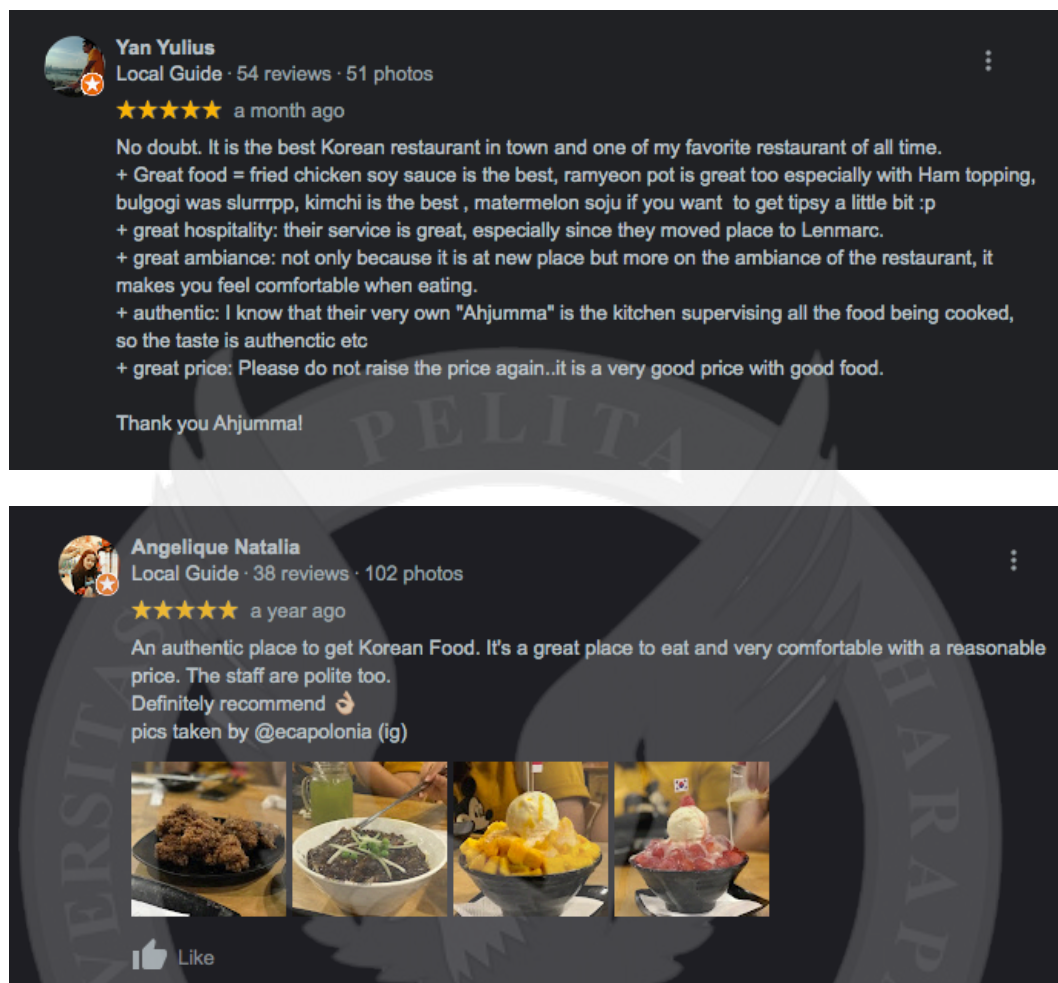 Yan Yulius
Local Guide · 54 reviews · 51 photos
a month ago
No doubt. It is the best Korean restaurant in town and one of my favorite restaurant of all time.
+ Great food = fried chicken soy sauce is the best, ramyeon pot is great too especially with Ham topping,
bulgogi was slurrrpp, kimchi is the best , matermelon soju if you want to get tipsy a little bit :p
+ great hospitality: their service is great, especially since they moved place to Lenmarc.
+ great ambiance: not only because it is at new place but more on the ambiance of the restaurant, it
makes you feel comfortable when eating.
+ authentic: I know that their very own "Ahjumma" is the kitchen supervising all the food being cooked,
so the taste is authenctic etc
+ great price: Please do not raise the price again..it is a very good price with good food.
Thank you Ahjumma!
PELITA
Angelique Natalia
Local Guide · 38 reviews · 102 photos
a year ago
An authentic place to get Korean Food. It's a great place to eat and very comfortable with a reasonable
price. The staff are polite too.
Definitely recommend 👌🏼
pics taken by @ecapolonia (ig)
Like
VERSITAS
HARAPA